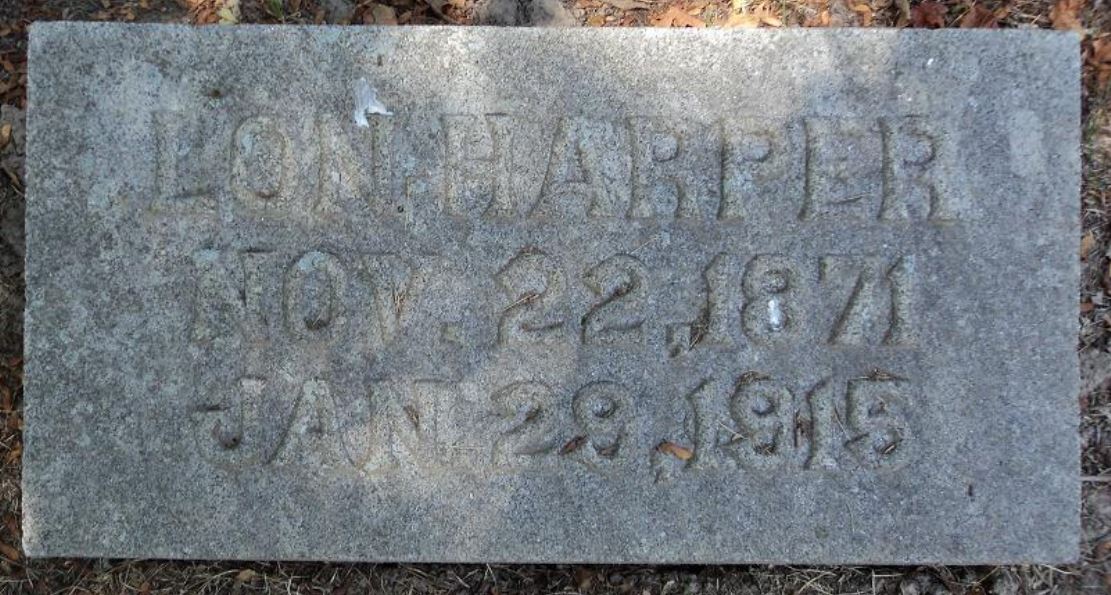 LON HARPER
NOV. 22, 1871
JAN. 29, 1915